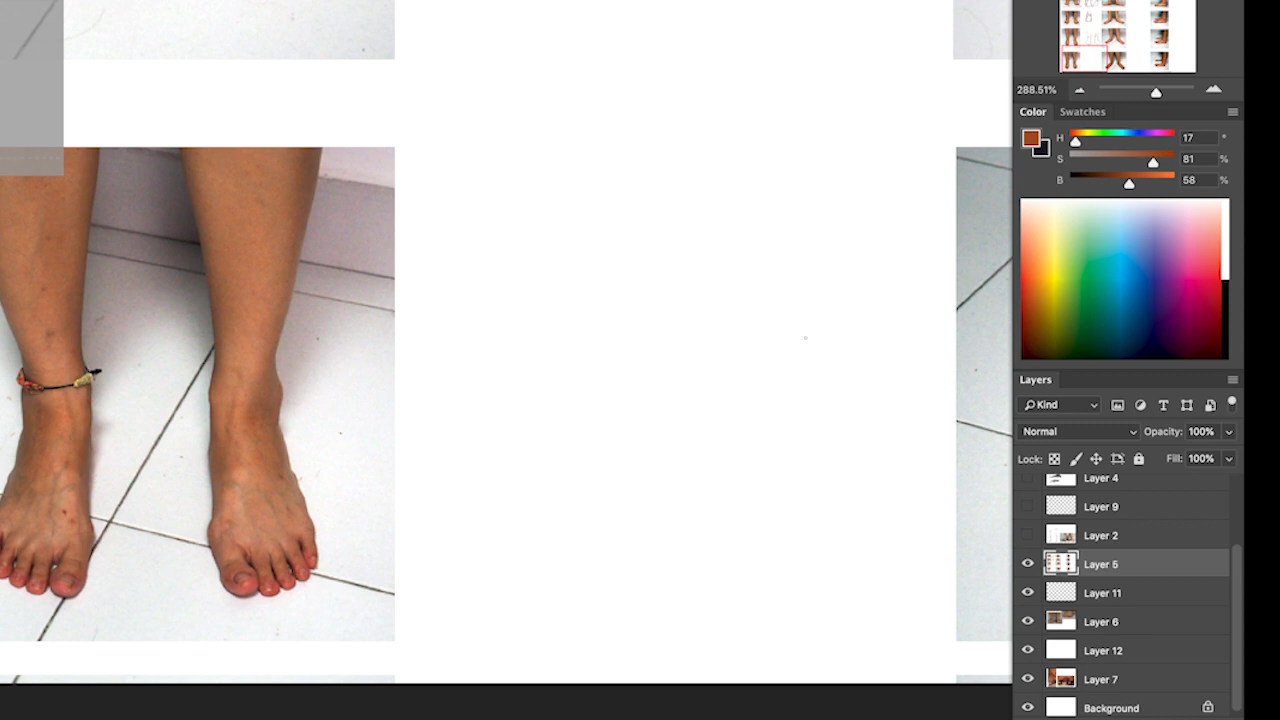 288.51%
Color Swatches
H 17 °
S 81 %
B 58 %
Layers
Kind
Normal Opacity: 100%
Lock: Fill: 100%
Layer 4
Layer 9
Layer 2
Layer 5
Layer 11
Layer 6
Layer 12
Layer 7
Background